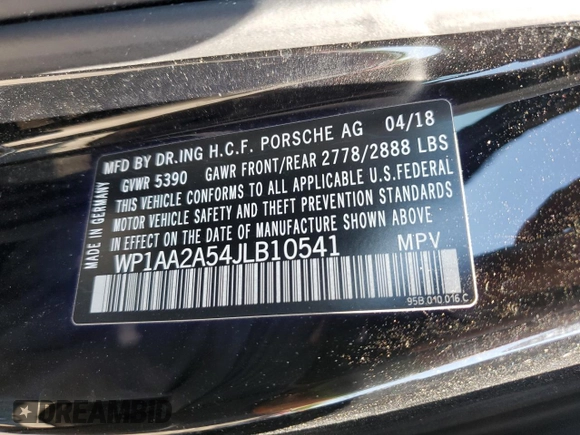 MFD BY DR.ING H.C.F. PORSCHE AG 04/18
GVWR 5390 GAWR FRONT/REAR 2778/2888 LBS
THIS VEHICLE CONFORMS TO ALL APPLICABLE U.S.FEDERAL
MOTOR VEHICLE SAFETY AND THEFT PREVENTION STANDARDS
IN EFFECT ON THE DATE OF MANUFACTURE SHOWN ABOVE.
WP1AA2A54JLB10541 MPV
95B.010.016 C
MADE IN GERMANY
DREAMBID